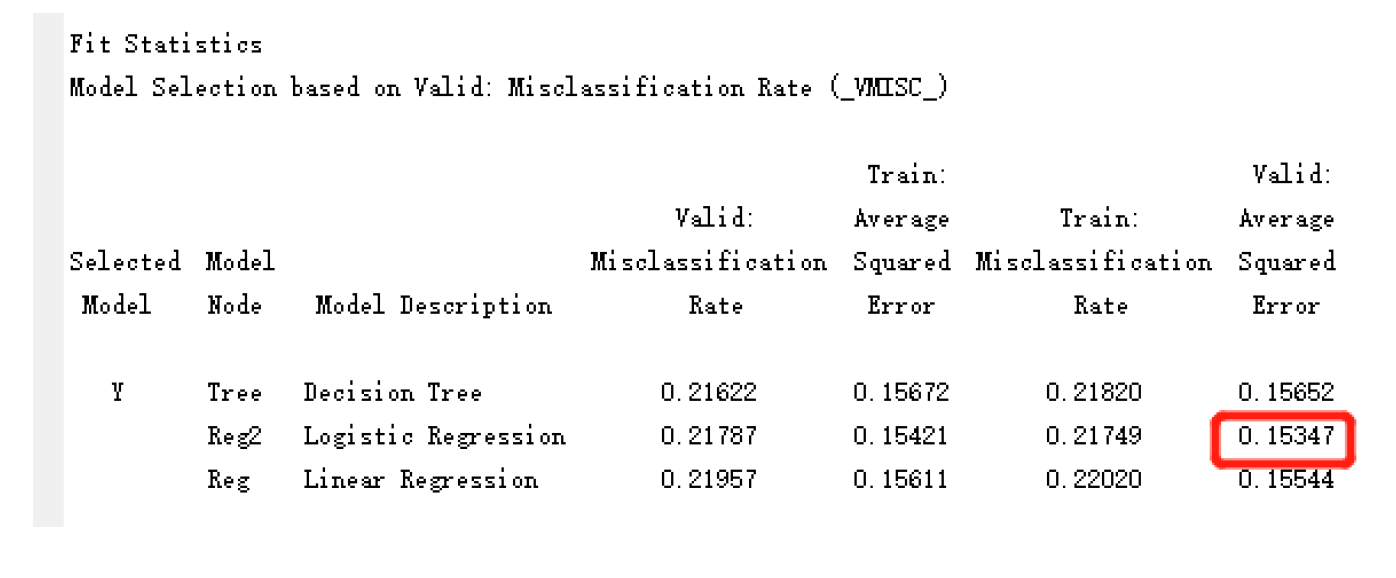 Fit Statistics
Model Selection based on Valid: Misclassification Rate (_VMISC_)
Train: Valid:
Valid: Average Train: Average
Selected Model Misclassification Squared Misclassification Squared
Model Node Model Description Rate Error Rate Error
Y Tree Decision Tree 0.21622 0.15672 0.21820 0.15652
Reg2 Logistic Regression 0.21787 0.15421 0.21749 0.15347
Reg Linear Regression 0.21957 0.15611 0.22020 0.15544